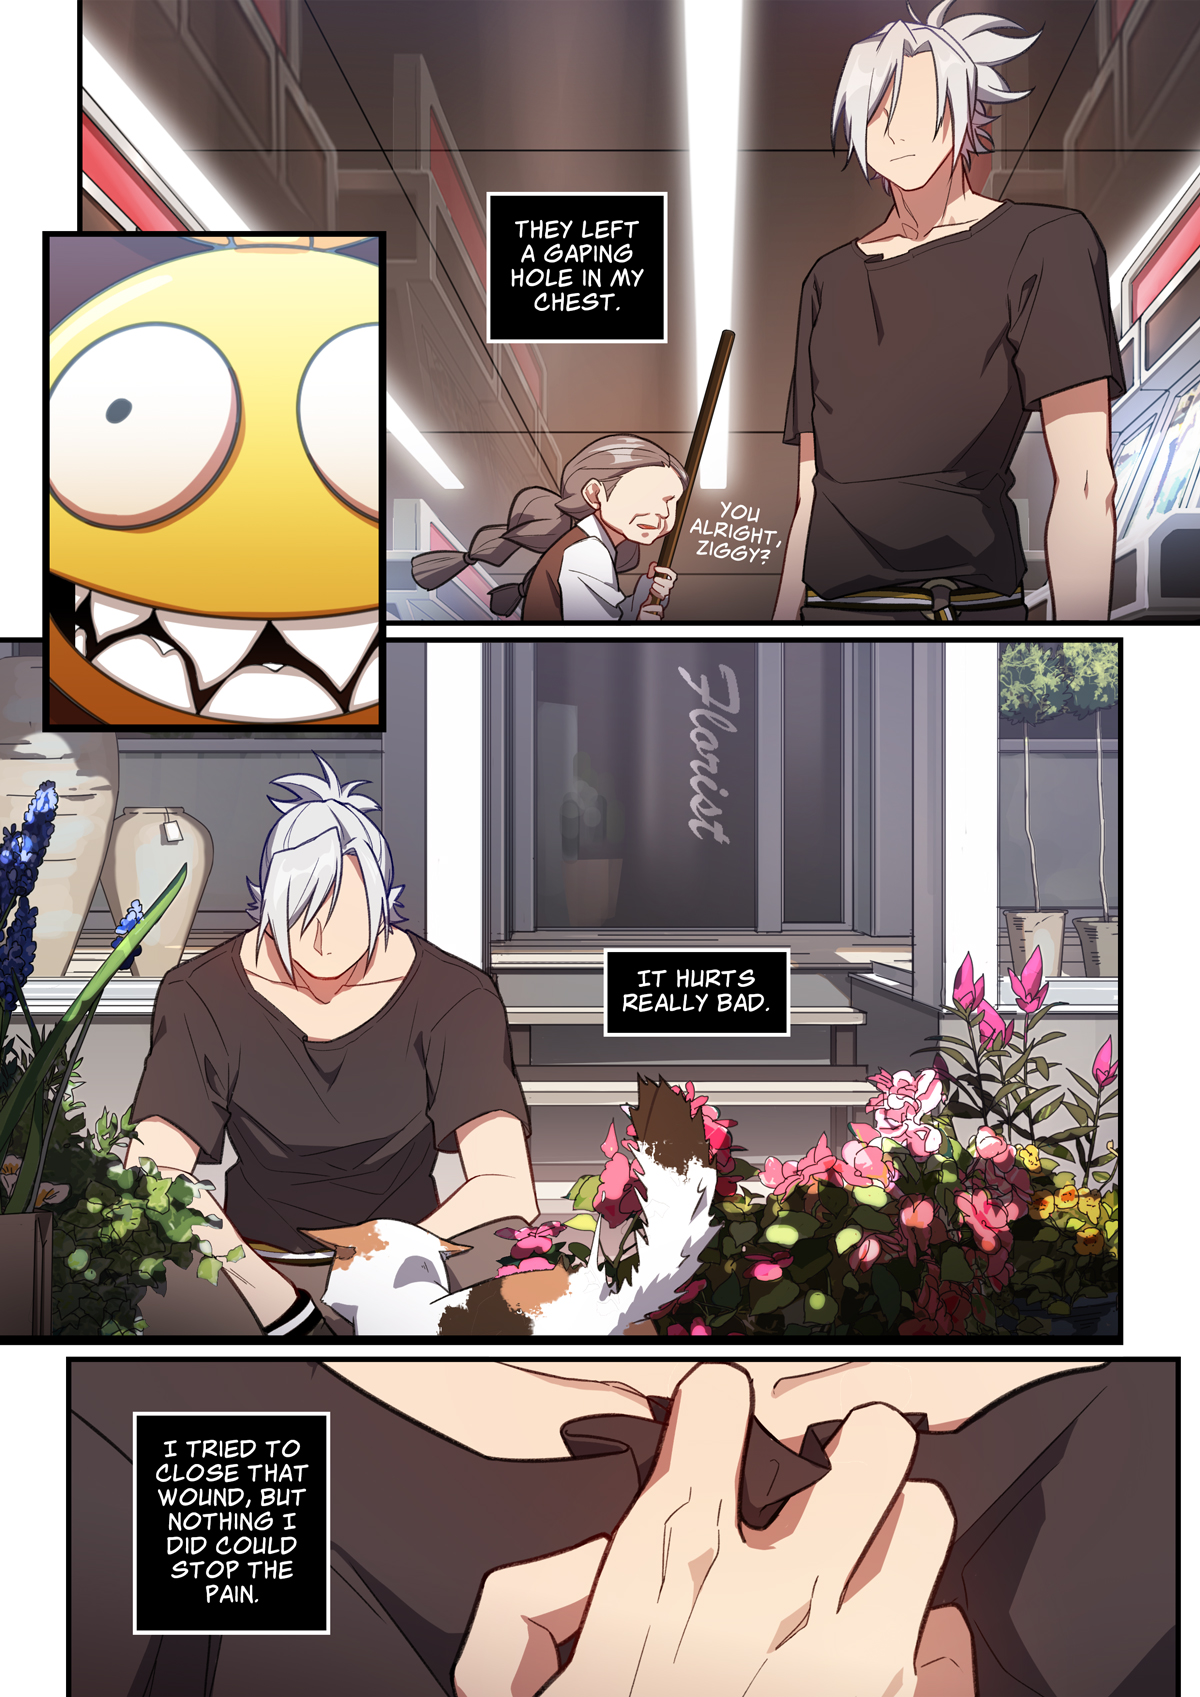 THEY LEFT
A GAPING
HOLE IN MY
CHEST.
YOU
ALRIGHT,
ZIGGY?
Florist
IT HURTS
REALLY BAD.
I TRIED TO
CLOSE THAT
WOUND, BUT
NOTHING I
DID COULD
STOP THE
PAIN.